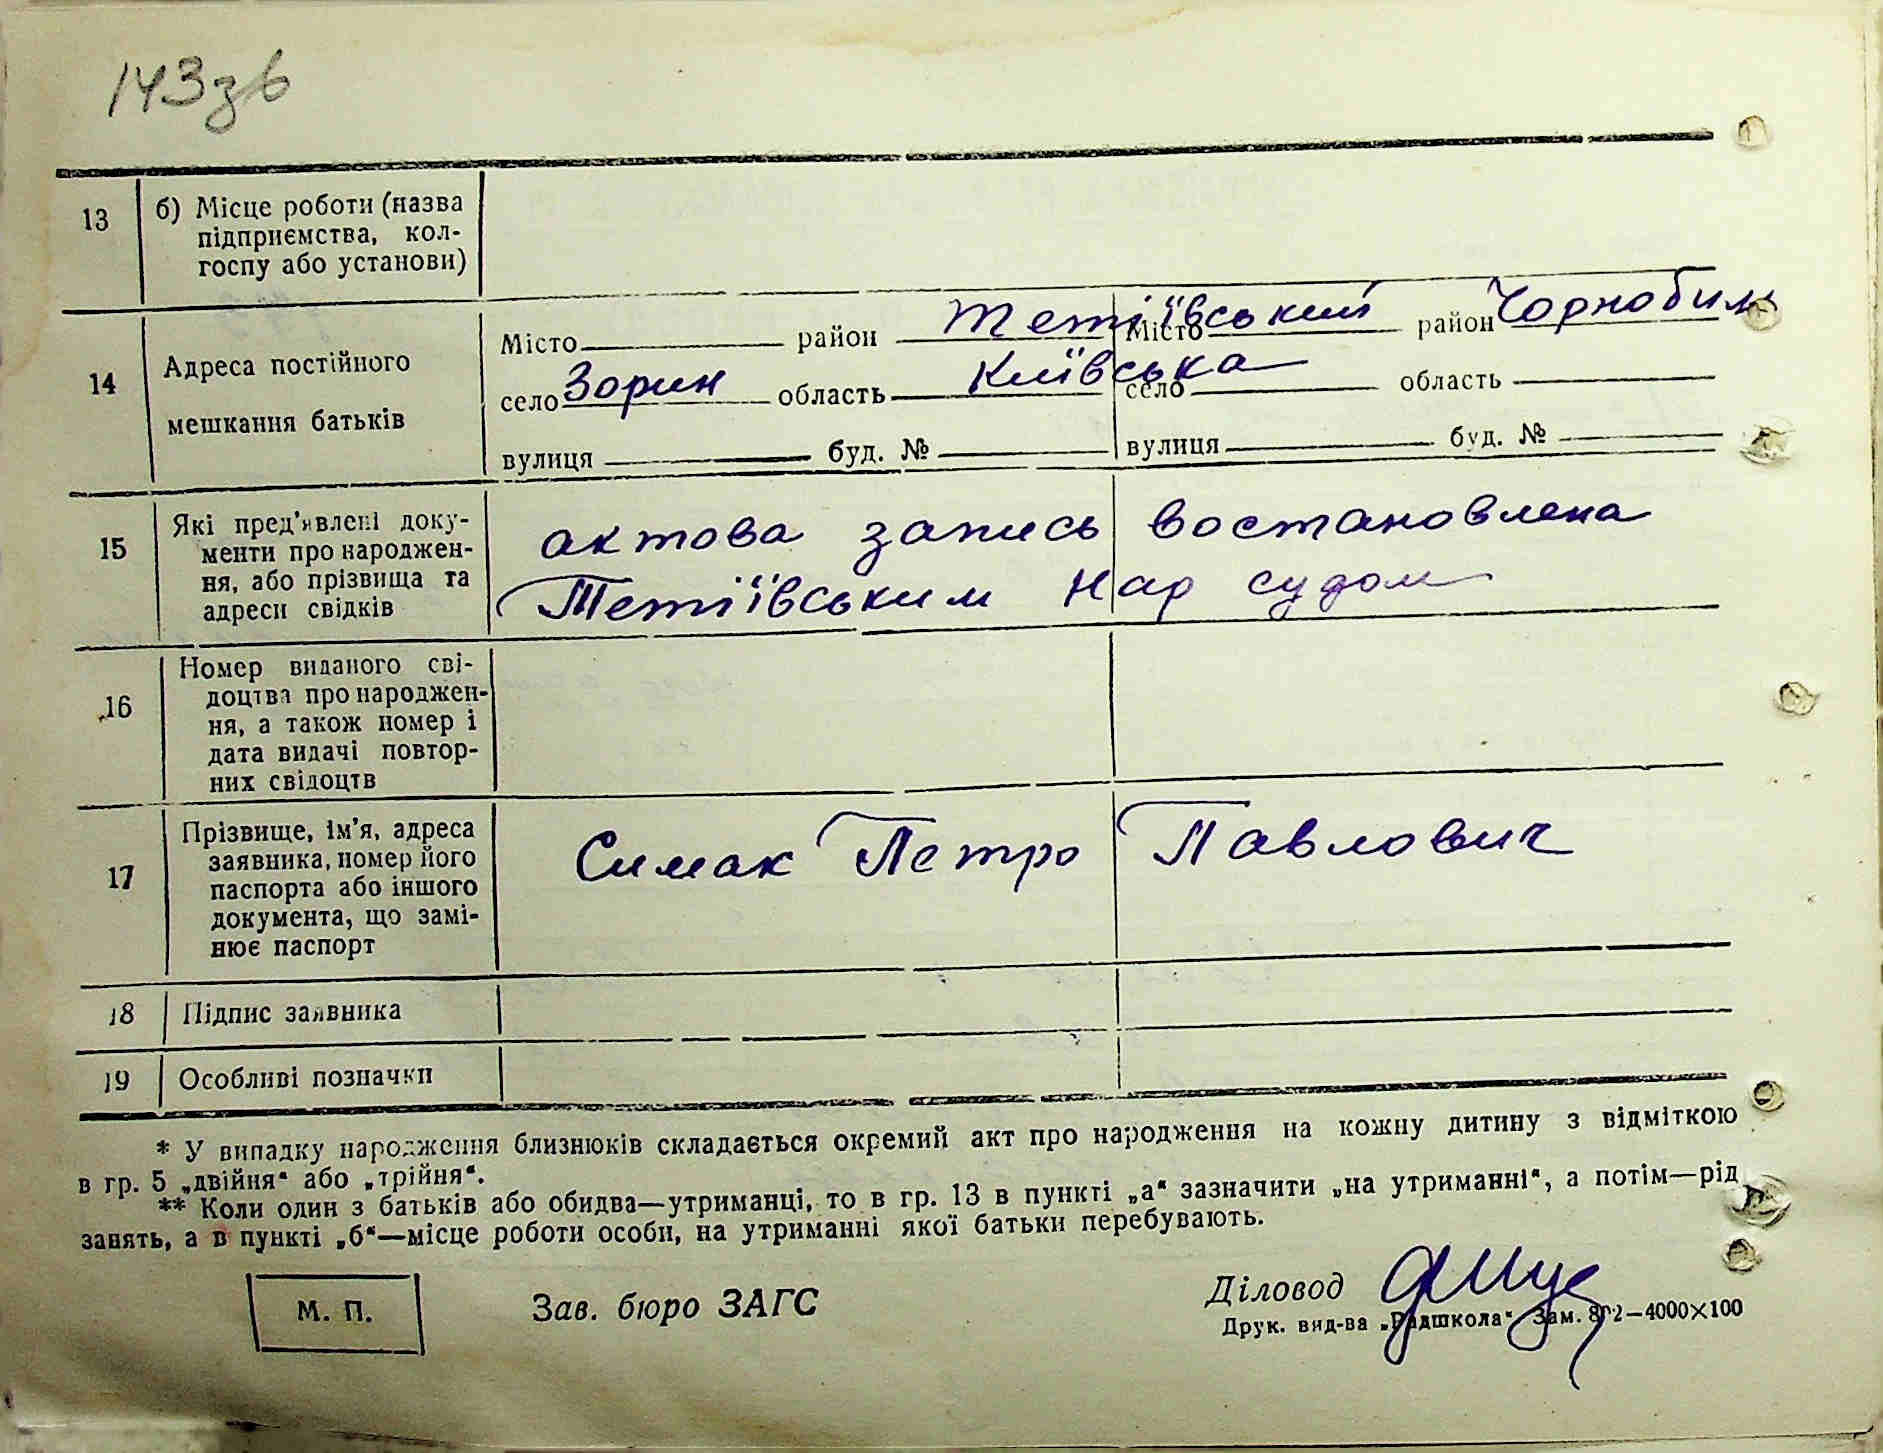 143зв
13 б) Місце роботи (назва
підприємства, кол-
госпу або установи)
14 Адреса постійного
мешкання батьків
Місто район Тетіївський
село Зорин область Київська
вулиця буд. №
Місто район Чорнобиль
село область
вулиця буд. №
15 Які пред'явлені доку-
менти про народжен-
ня, або прізвища та
адреси свідків
актова запись востановлена
Тетіївським Нар судом
16 Номер виданого сві-
доцтва про народжен-
ня, а також номер і
дата видачі повтор-
них свідоцтв
17 Прізвище, ім'я, адреса
заявника, номер його
паспорта або іншого
документа, що замі-
нює паспорт
Симак Петро Павлович
18 Підпис заявника
19 Особливі позначки
* У випадку народження близнюків складається окремий акт про народження на кожну дитину з відміткою
в гр. 5 „двійня“ або „трійня“.
** Коли один з батьків або обидва—утриманці, то в гр. 13 в пункті „а“ зазначити „на утриманні“, а потім—рід
занять, а в пункті „б“—місце роботи особи, на утриманні якої батьки перебувають.
М. П. Зав. бюро ЗАГС Діловод
Друк. вид-ва „Радшкола“ Зам. 4000×100